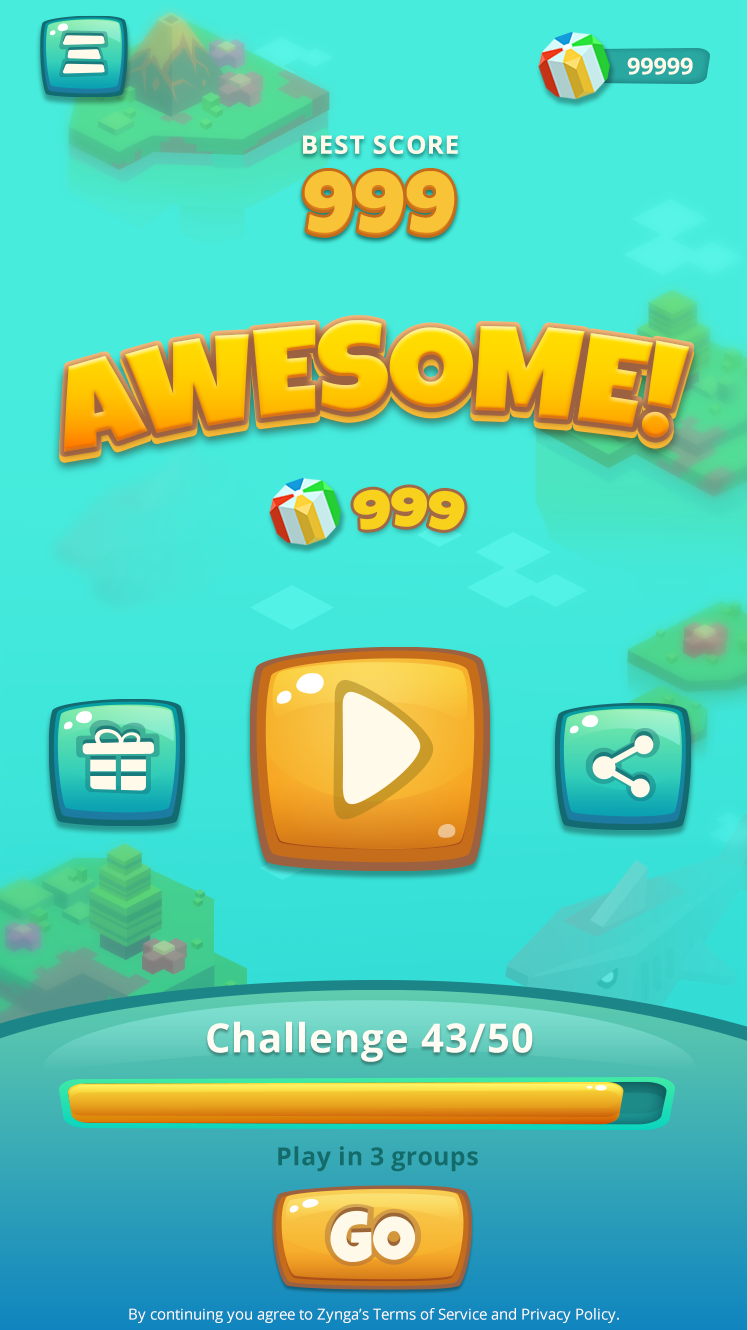 99999
BEST SCORE
999
AWESOME!
999
Challenge 43/50
Play in 3 groups
GO
By continuing you agree to Zynga’s Terms of Service and Privacy Policy.